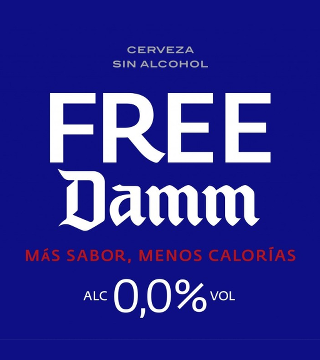 CERVEZA
SIN ALCOHOL
FREE
Damm
MáS SABOR, MENOS CALORÍAS
ALC 0,0% VOL